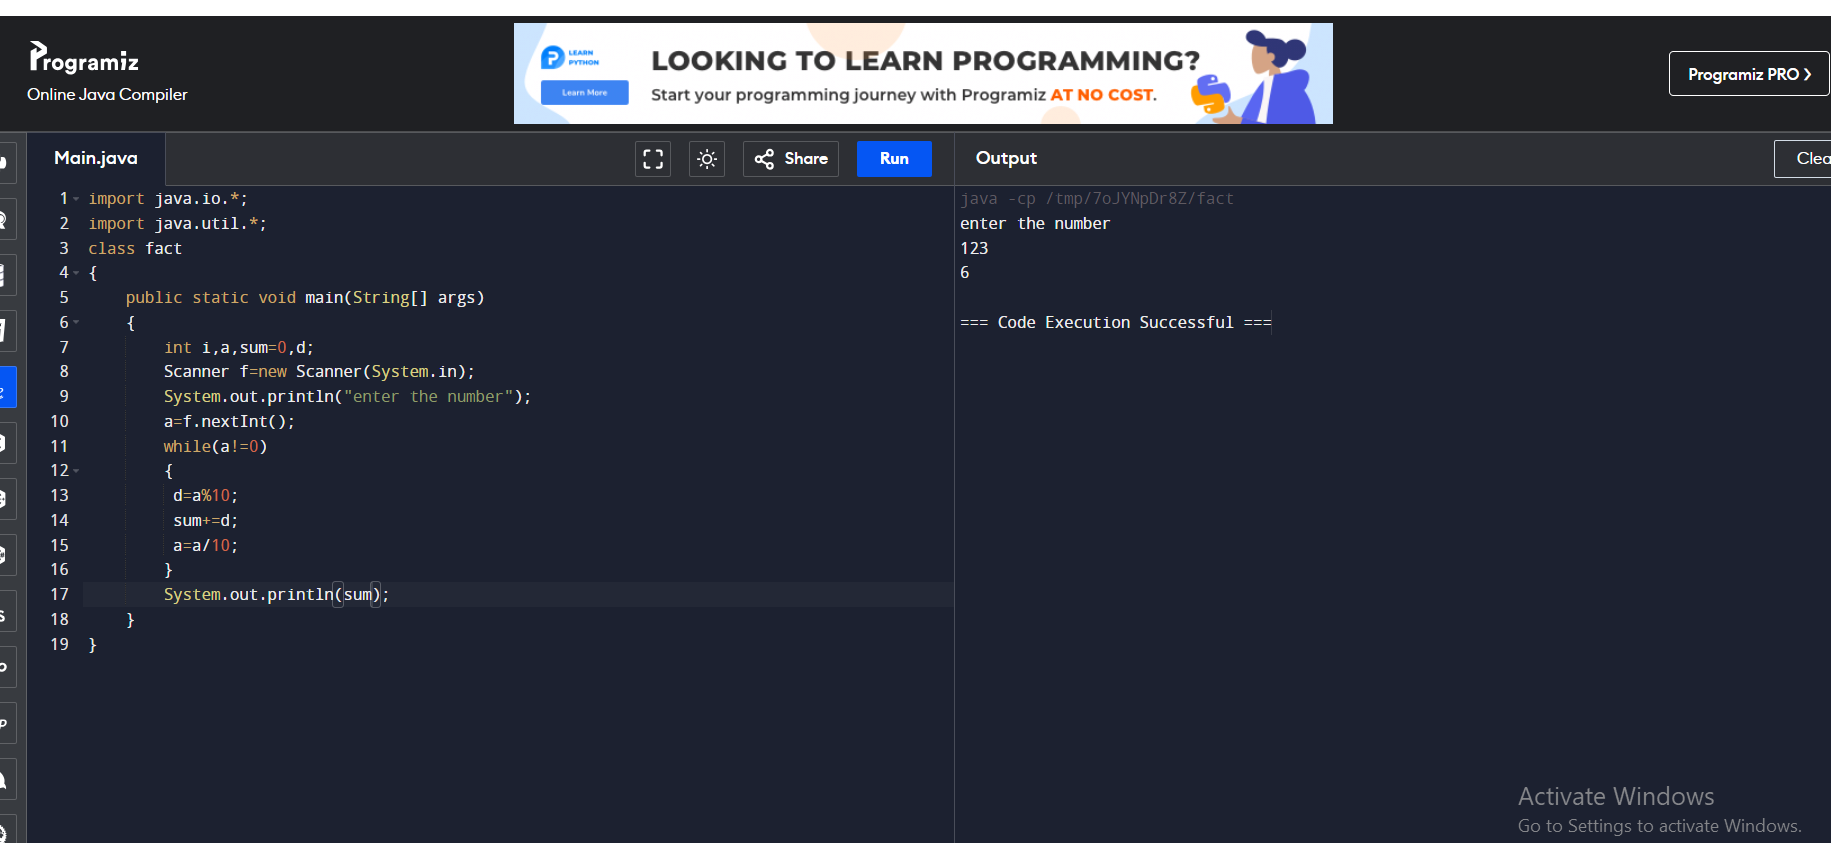 Programiz
Online Java Compiler
LEARN
PYTHON
Learn More
LOOKING TO LEARN PROGRAMMING?
Start your programming journey with Programiz AT NO COST.
Programiz PRO
Main.java
Share
Run
Output
Clea
1 import java.io.*;
2 import java.util.*;
3 class fact
4 {
5 public static void main(String[] args)
6 {
7 int i,a,sum=0,d;
8 Scanner f=new Scanner(System.in);
9 System.out.println("enter the number");
10 a=f.nextInt();
11 while(a!=0)
12 {
13 d=a%10;
14 sum+=d;
15 a=a/10;
16 }
17 System.out.println(sum);
18 }
19 }
java -cp /tmp/7oJYNpDr8Z/fact
enter the number
123
6
=== Code Execution Successful ===
Activate Windows
Go to Settings to activate Windows.